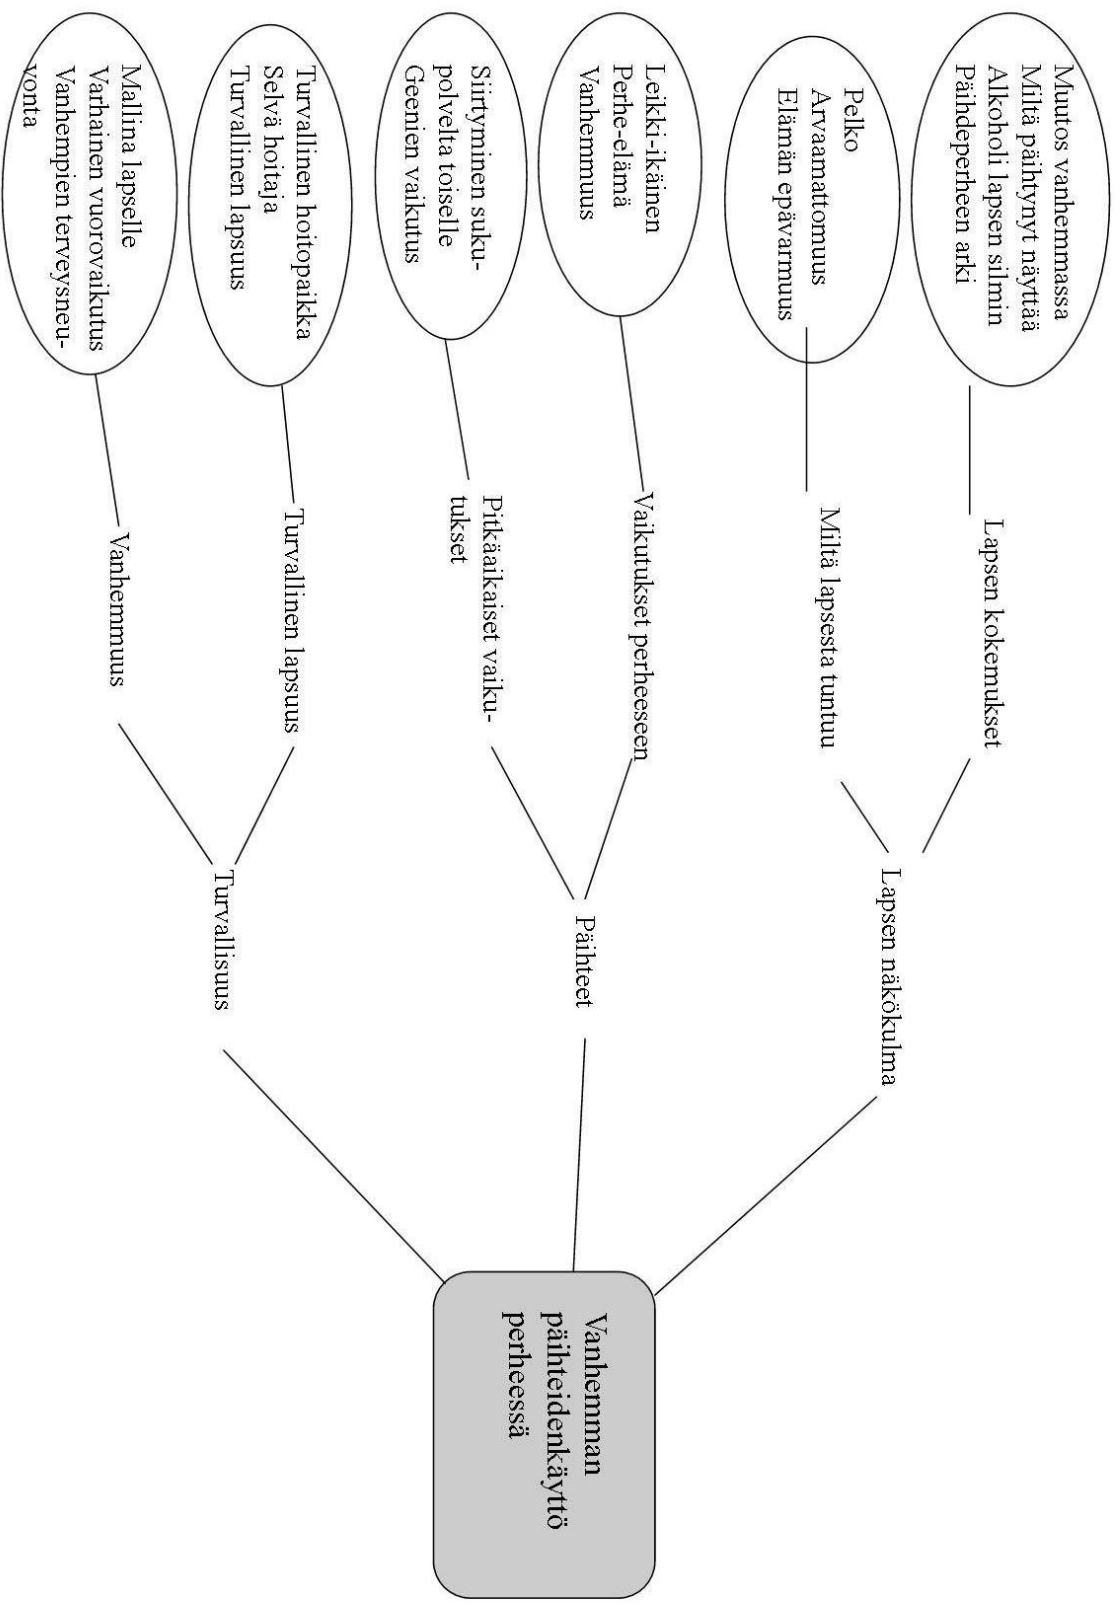 Muutos vanhemmassa
Miltä päihtynyt näyttää
Alkoholi lapsen silmin
Päihdeperheen arki
Lapsen kokemukset
Pelko
Arvaamattomuus
Elämän epävarmuus
Miltä lapsesta tuntuu
Lapsen näkökulma
Leikki-ikäinen
Perhe-elämä
Vanhemmuus
Vaikutukset perheeseen
Siirtyminen suku-
polvelta toiselle
Geenien vaikutus
Pitkäaikaiset vaiku-
tukset
Päihteet
Turvallinen hoitopaikka
Selvä hoitaja
Turvallinen lapsuus
Turvallinen lapsuus
Mallina lapselle
Varhainen vuorovaikutus
Vanhempien terveysneu-
vonta
Vanhemmuus
Turvallisuus
Vanhemman
päihteidenkäyttö
perheessä